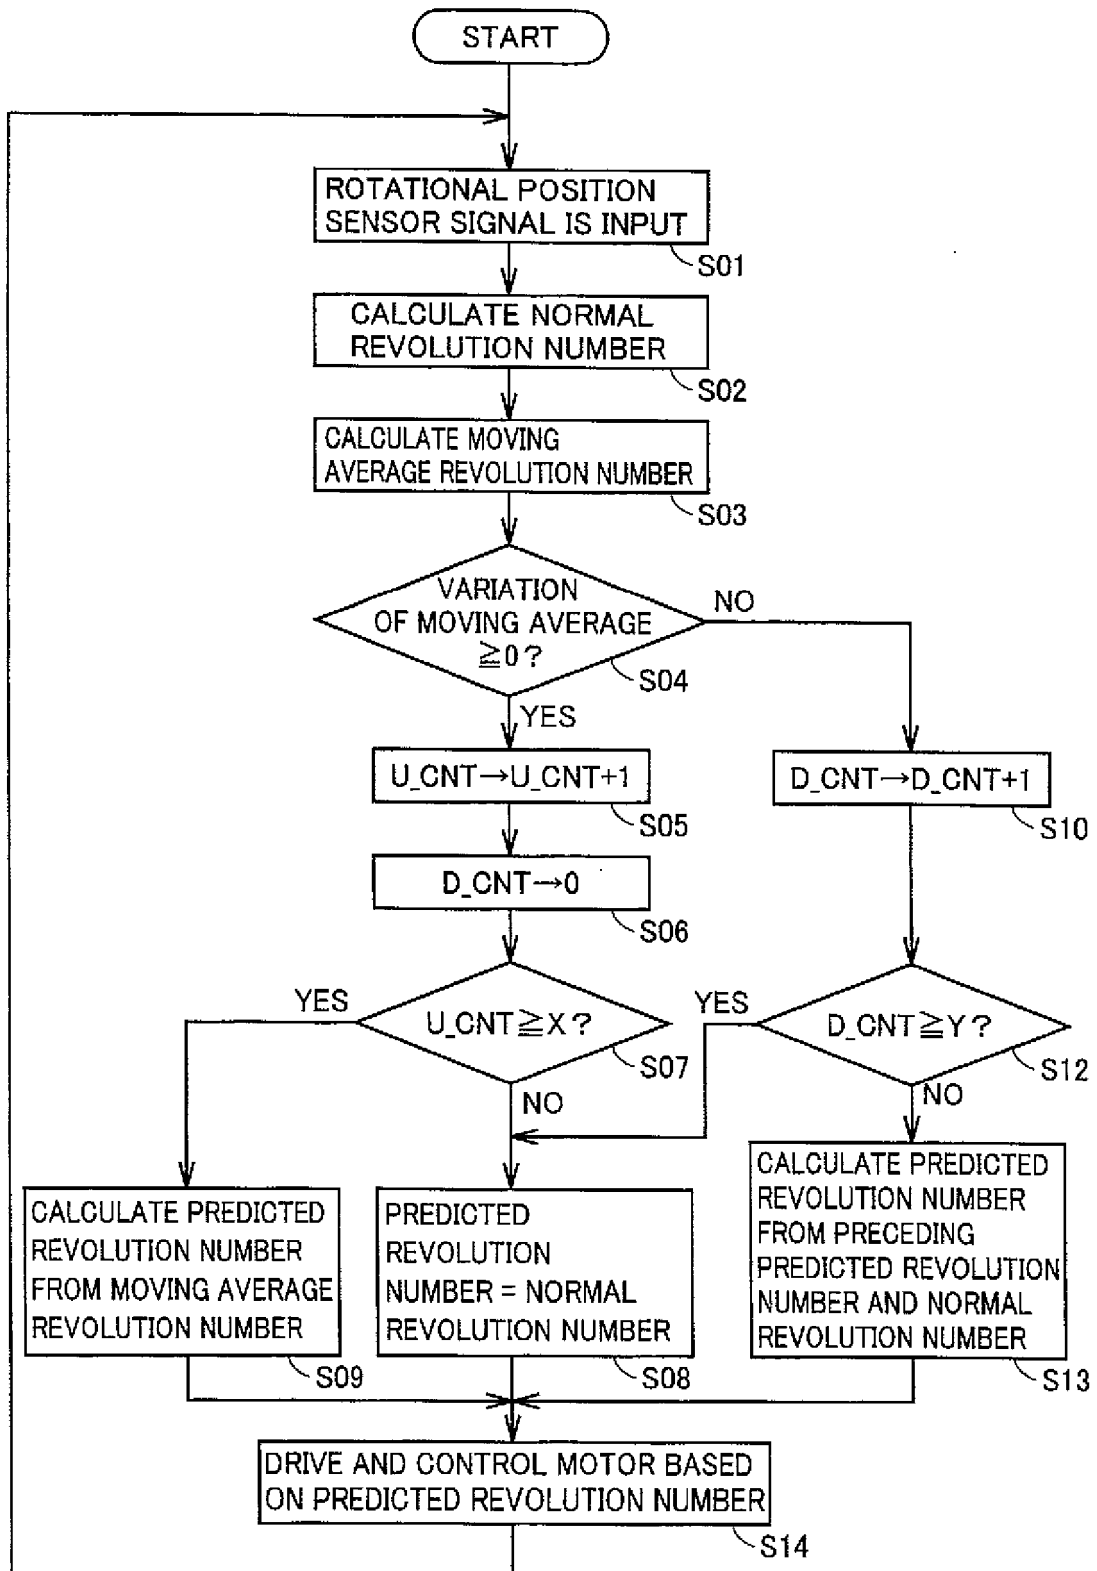 START
ROTATIONAL POSITION
SENSOR SIGNAL IS INPUT
S01
CALCULATE NORMAL
REVOLUTION NUMBER
S02
CALCULATE MOVING
AVERAGE REVOLUTION NUMBER
S03
VARIATION
OF MOVING AVERAGE
≧0?
S04
NO
YES
U_CNT→U_CNT+1
S05
D_CNT→D_CNT+1
S10
D_CNT→0
S06
YES
U_CNT≧X?
S07
NO
YES
D_CNT≧Y?
S12
NO
CALCULATE PREDICTED
REVOLUTION NUMBER
FROM MOVING AVERAGE
REVOLUTION NUMBER
S09
PREDICTED
REVOLUTION
NUMBER = NORMAL
REVOLUTION NUMBER
S08
CALCULATE PREDICTED
REVOLUTION NUMBER
FROM PRECEDING
PREDICTED REVOLUTION
NUMBER AND NORMAL
REVOLUTION NUMBER
S13
DRIVE AND CONTROL MOTOR BASED
ON PREDICTED REVOLUTION NUMBER
S14